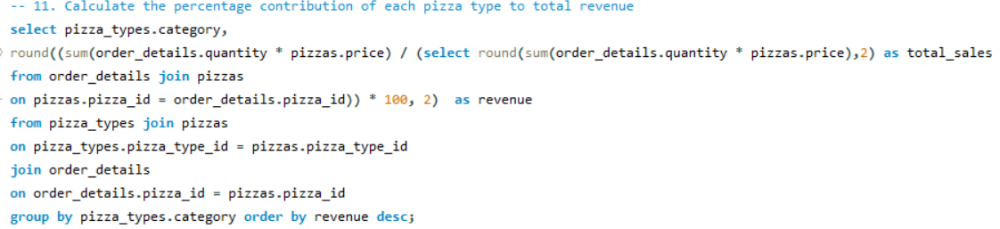 -- 11. Calculate the percentage contribution of each pizza type to total revenue
select pizza_types.category,
round((sum(order_details.quantity * pizzas.price) / (select round(sum(order_details.quantity * pizzas.price),2) as total_sales
from order_details join pizzas
on pizzas.pizza_id = order_details.pizza_id)) * 100, 2)  as revenue
from pizza_types join pizzas
on pizza_types.pizza_type_id = pizzas.pizza_type_id
join order_details
on order_details.pizza_id = pizzas.pizza_id
group by pizza_types.category order by revenue desc;